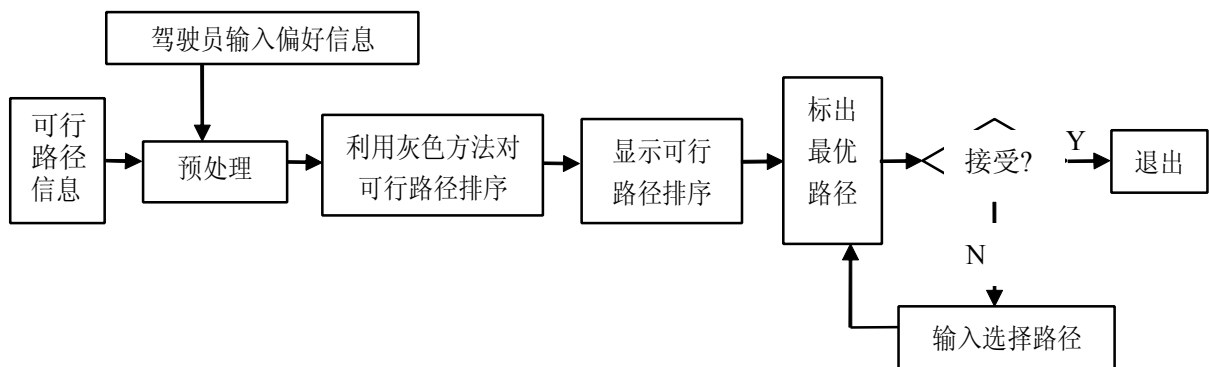 驾驶员输入偏好信息
可行
路径
信息
预处理
利用灰色方法对
可行路径排序
显示可行
路径排序
标出
最优
路径
接受?
Y
退出
N
输入选择路径